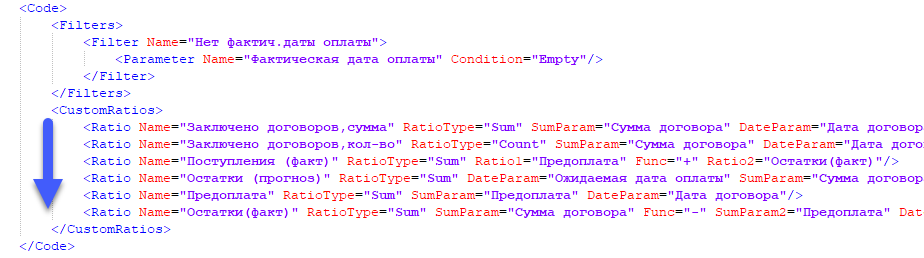 <Code>
<Filters>
<Filter Name="Нет фактич.даты оплаты">
<Parameter Name="Фактическая дата оплаты" Condition="Empty"/>
</Filter>
</Filters>
<CustomRatios>
<Ratio Name="Заключено договоров,сумма" RatioType="Sum" SumParam="Сумма договора" DateParam="Дата договор
<Ratio Name="Заключено договоров,кол-во" RatioType="Count" SumParam="Сумма договора" DateParam="Дата дого
<Ratio Name="Поступления (факт)" RatioType="Sum" Ratio1="Предоплата" Func="+" Ratio2="Остатки(факт)"/>
<Ratio Name="Остатки (прогноз)" RatioType="Sum" DateParam="Ожидаемая дата оплаты" SumParam="Сумма договор
<Ratio Name="Предоплата" RatioType="Sum" SumParam="Предоплата" DateParam="Дата договора"/>
<Ratio Name="Остатки(факт)" RatioType="Sum" SumParam="Сумма договора" Func="-" SumParam2="Предоплата" Dat
</CustomRatios>
</Code>